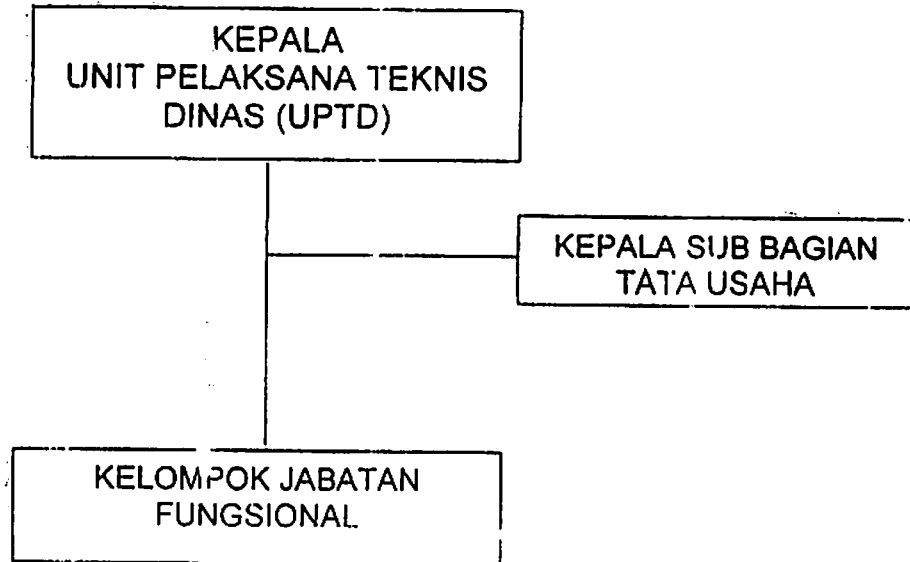 KEPALA
UNIT PELAKSANA TEKNIS
DINAS (UPTD)
KEPALA SUB BAGIAN
TATA USAHA
KELOMPOK JABATAN
FUNGSIONAL